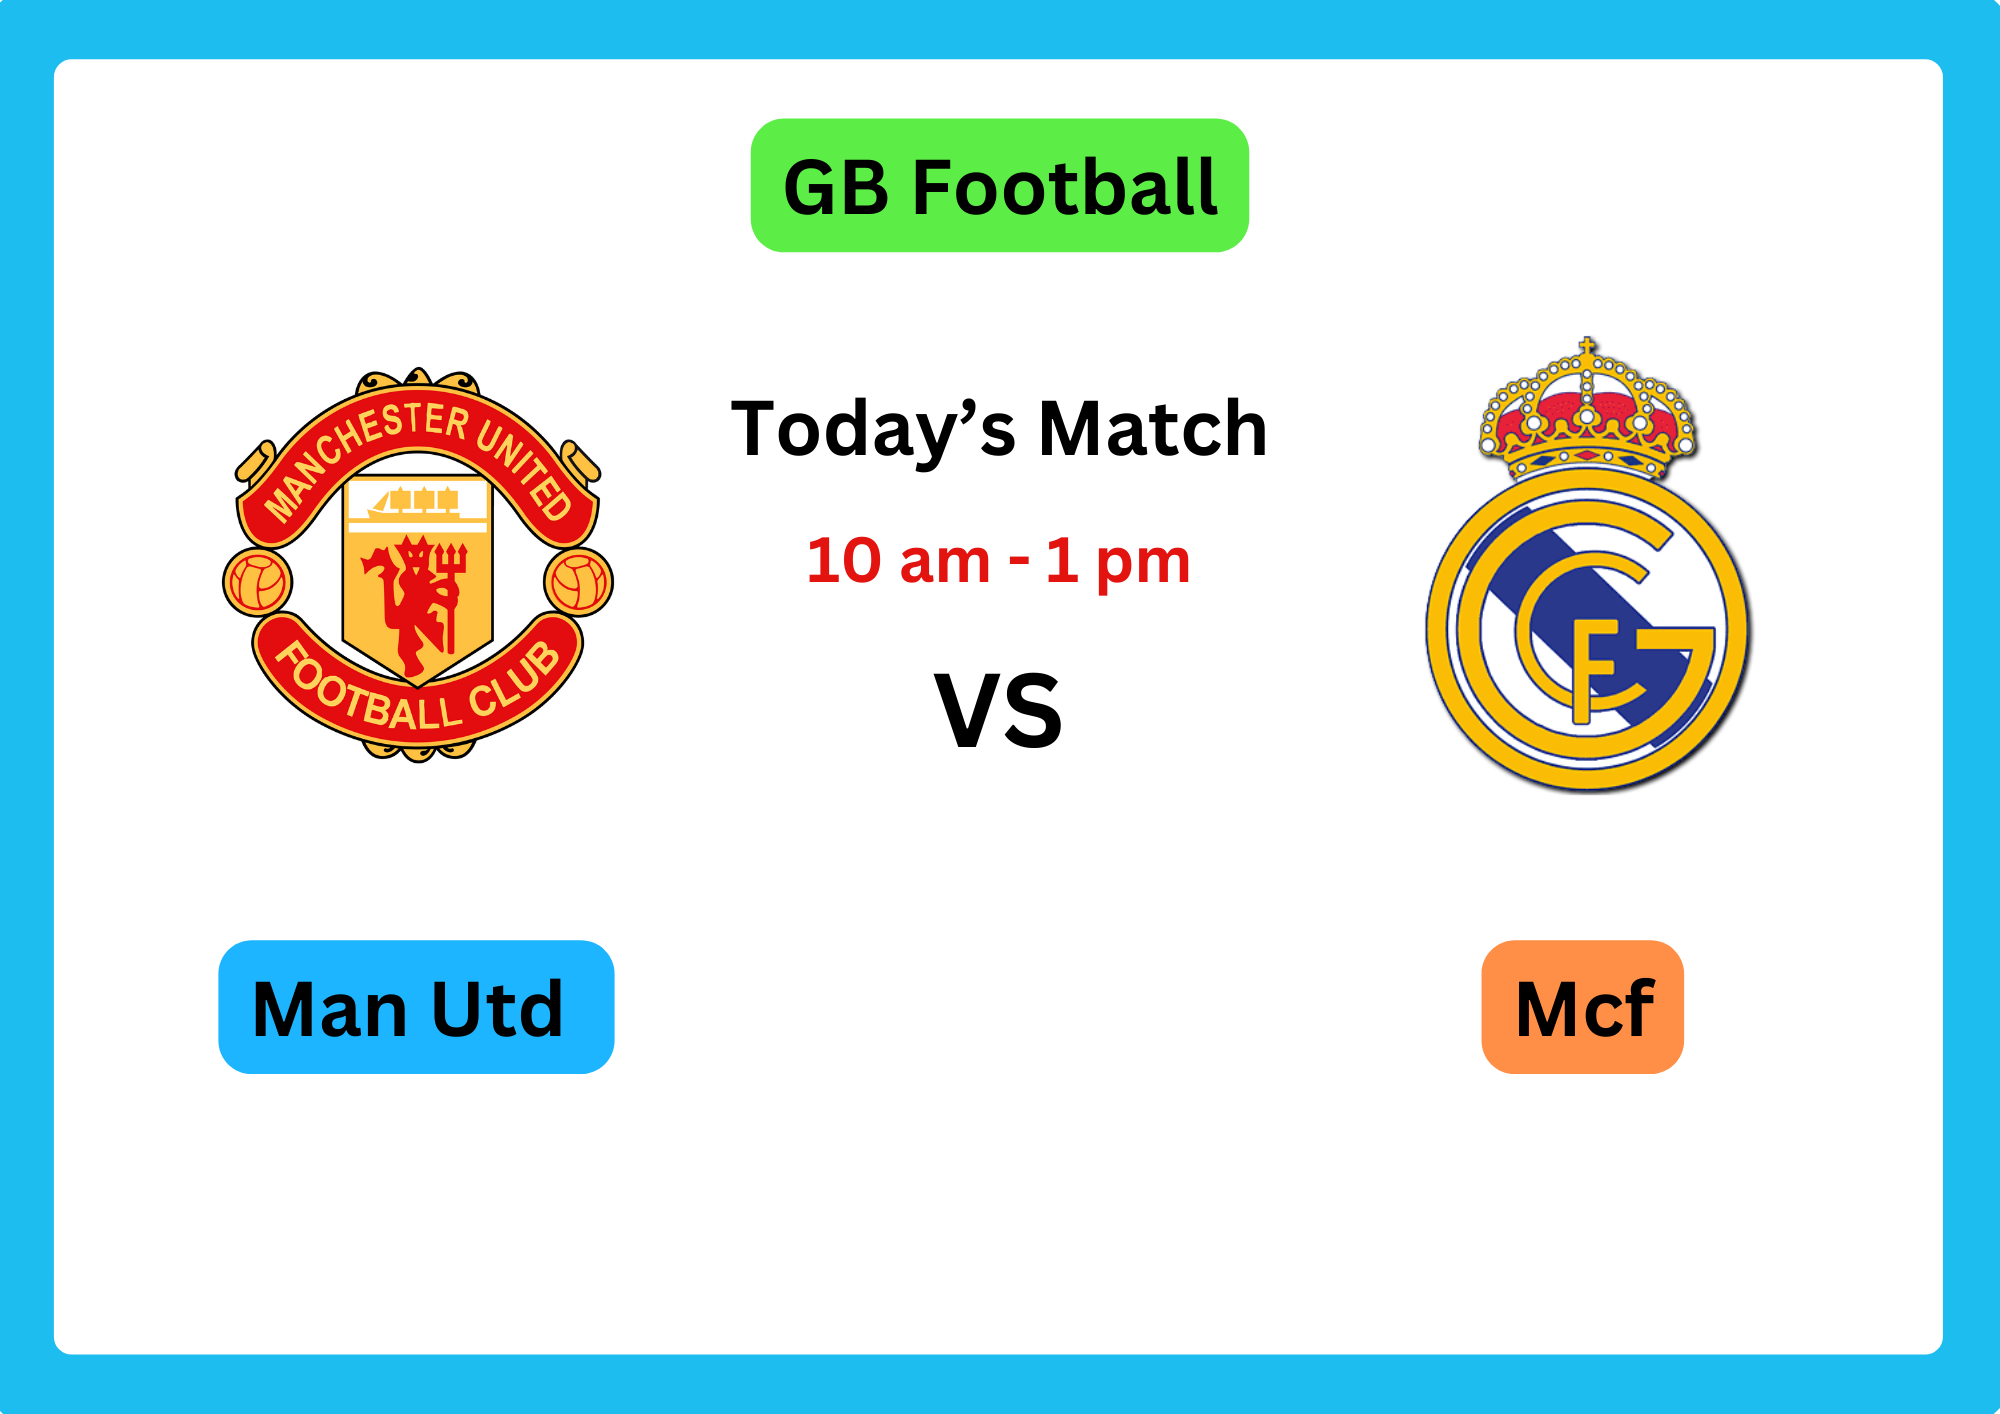 GB Football
MANCHESTER UNITED
FOOTBALL CLUB
Today’s Match
10 am - 1 pm
VS
Man Utd
Mcf